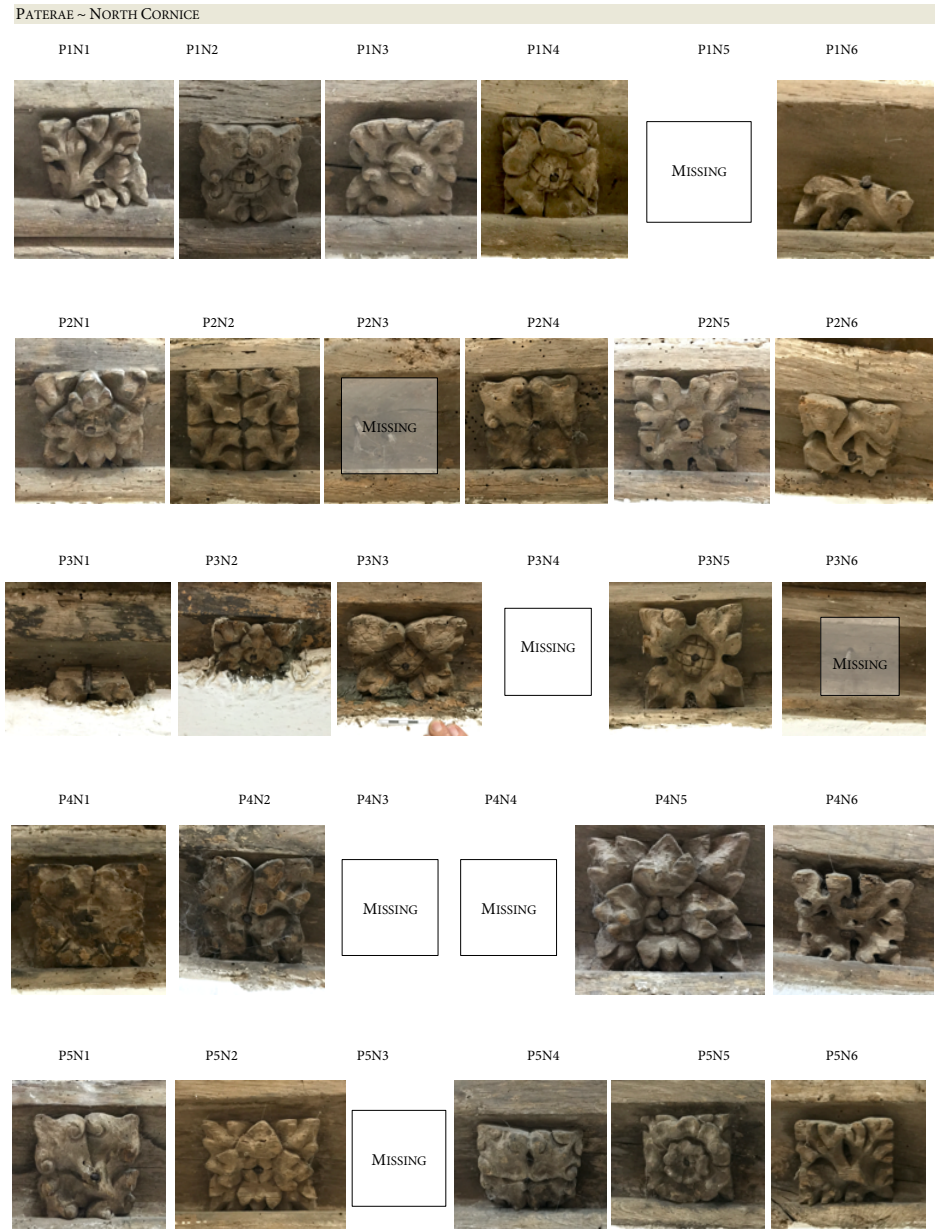 PATERAE ~ NORTH CORNICE
P1N1 P1N2 P1N3 P1N4 P1N5 P1N6
MISSING
P2N1 P2N2 P2N3 P2N4 P2N5 P2N6
MISSING
P3N1 P3N2 P3N3 P3N4 P3N5 P3N6
MISSING MISSING
P4N1 P4N2 P4N3 P4N4 P4N5 P4N6
MISSING MISSING
P5N1 P5N2 P5N3 P5N4 P5N5 P5N6
MISSING